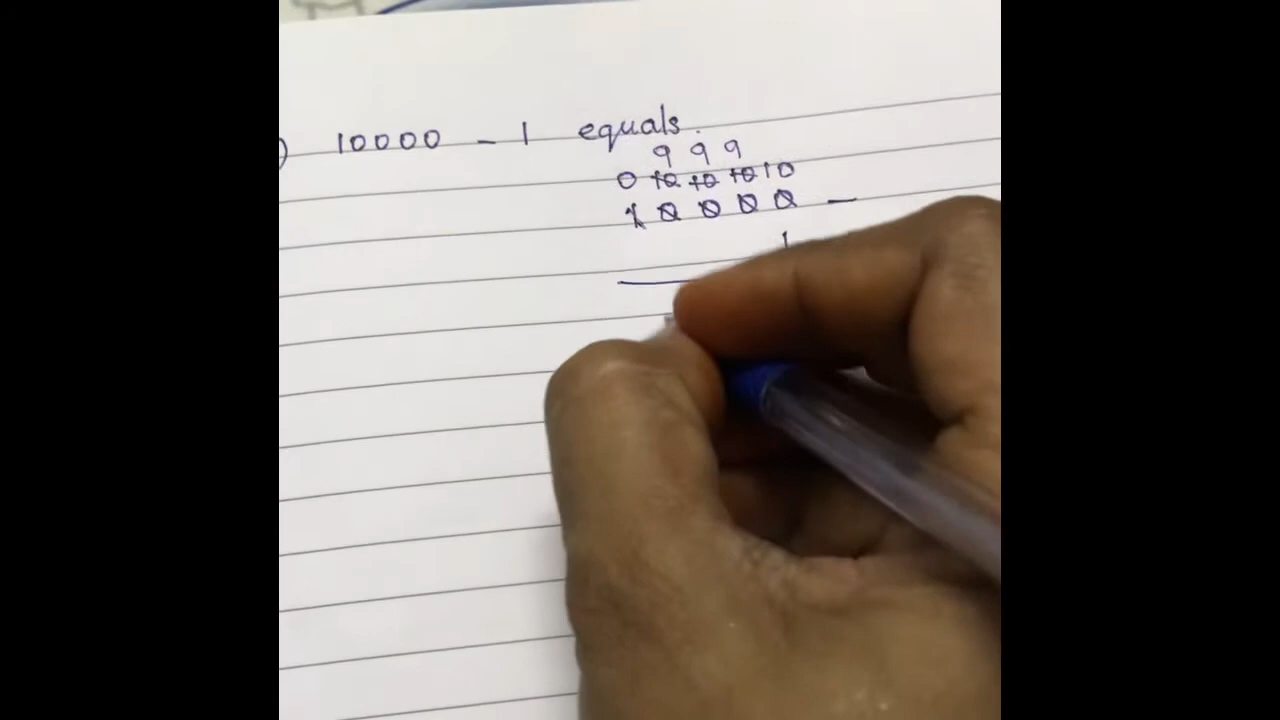 ) 10000 - 1 equals.
9 9 9
0 10 10 10 10
1 0 0 0 0 -
1